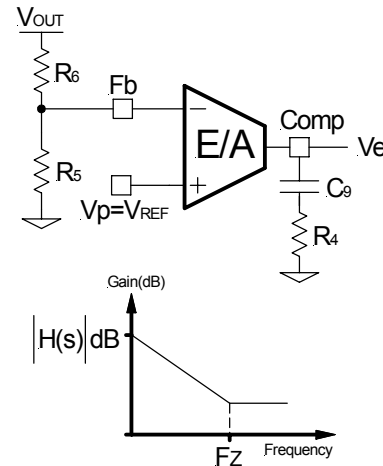 VOUT
R6
Fb
Comp
Ve
E/A
R5
C9
Vp=VREF
R4
Gain(dB)
|H(s)| dB
FZ
Frequency